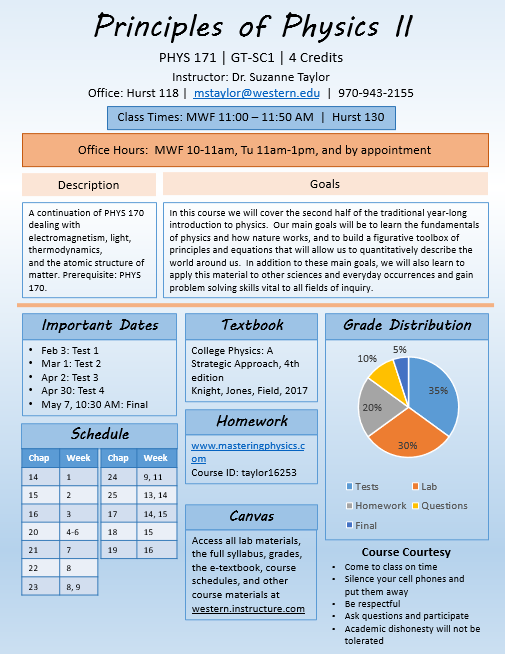 Principles of Physics II
PHYS 171 | GT-SC1 | 4 Credits
Instructor: Dr. Suzanne Taylor
Office: Hurst 118 | mstaylor@western.edu | 970-943-2155
Class Times: MWF 11:00 – 11:50 AM | Hurst 130
Office Hours: MWF 10-11am, Tu 11am-1pm, and by appointment
Description
A continuation of PHYS 170
dealing with
electromagnetism, light,
thermodynamics,
and the atomic structure of
matter. Prerequisite: PHYS
170.
Goals
In this course we will cover the second half of the traditional year-long
introduction to physics. Our main goals will be to learn the fundamentals
of physics and how nature works, and to build a figurative toolbox of
principles and equations that will allow us to quantitatively describe the
world around us. In addition to these main goals, we will also learn to
apply this material to other sciences and everyday occurrences and gain
problem solving skills vital to all fields of inquiry.
Important Dates
• Feb 3: Test 1
• Mar 1: Test 2
• Apr 2: Test 3
• Apr 30: Test 4
• May 7, 10:30 AM: Final
Schedule
Chap Week Chap Week
14 1 24 9, 11
15 2 25 13, 14
16 3 17 14, 15
20 4-6 18 15
21 7 19 16
22 8
23 8, 9
Textbook
College Physics: A
Strategic Approach, 4th
edition
Knight, Jones, Field, 2017
Homework
www.masteringphysics.c
om
Course ID: taylor16253
Canvas
Access all lab materials,
the full syllabus, grades,
the e-textbook, course
schedules, and other
course materials at
western.instructure.com
Grade Distribution
5%
10%
35%
20%
30%
Tests Lab
Homework Questions
Final
Course Courtesy
• Come to class on time
• Silence your cell phones and
put them away
• Be respectful
• Ask questions and participate
• Academic dishonesty will not be
tolerated